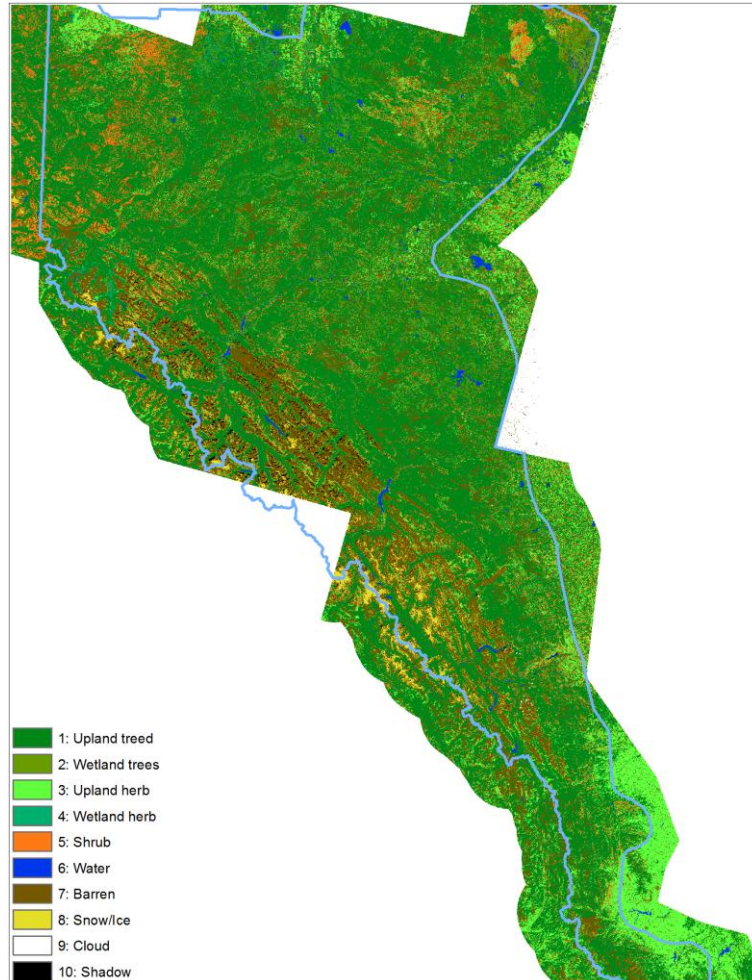 1: Upland treed
2: Wetland trees
3: Upland herb
4: Wetland herb
5: Shrub
6: Water
7: Barren
8: Snow/Ice
9: Cloud
10: Shadow